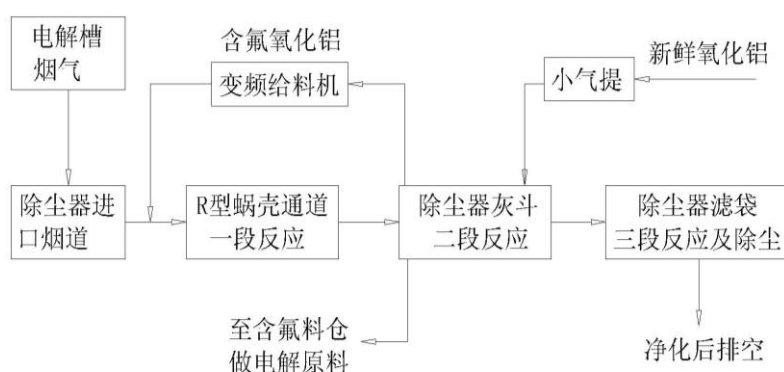 电解槽
烟气
含氟氧化铝
变频给料机
新鲜氧化铝
小气提
除尘器进
口烟道
R型蜗壳通道
一段反应
除尘器灰斗
二段反应
除尘器滤袋
三段反应及除尘
至含氟料仓
做电解原料
净化后排空